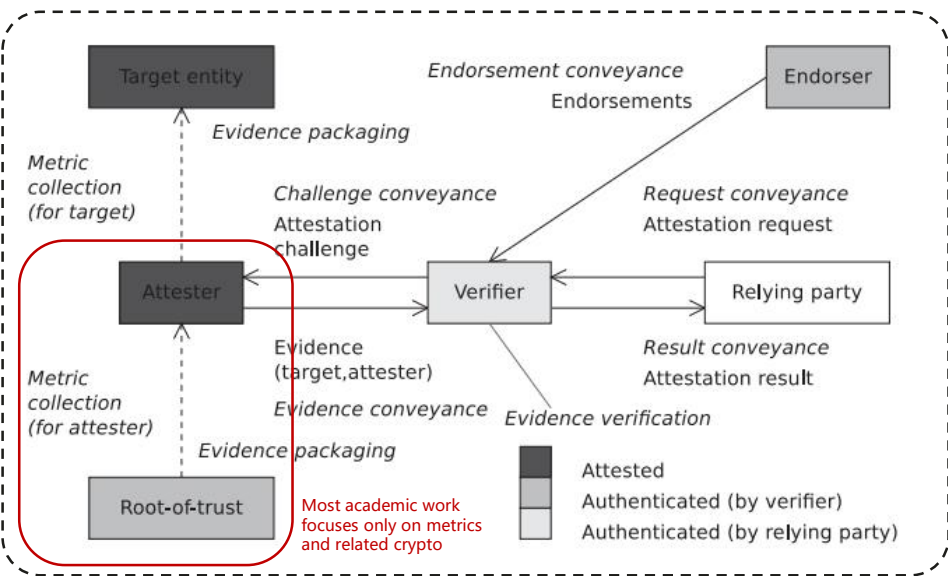 Target entity
Endorsement conveyance
Endorsements
Endorser
Evidence packaging
Metric
collection
(for target)
Challenge conveyance
Attestation
challenge
Request conveyance
Attestation request
Attester
Verifier
Relying party
Evidence
(target,attester)
Evidence conveyance
Result conveyance
Attestation result
Metric
collection
(for attester)
Evidence verification
Evidence packaging
Root-of-trust
Most academic work
focuses only on metrics
and related crypto
Attested
Authenticated (by verifier)
Authenticated (by relying party)